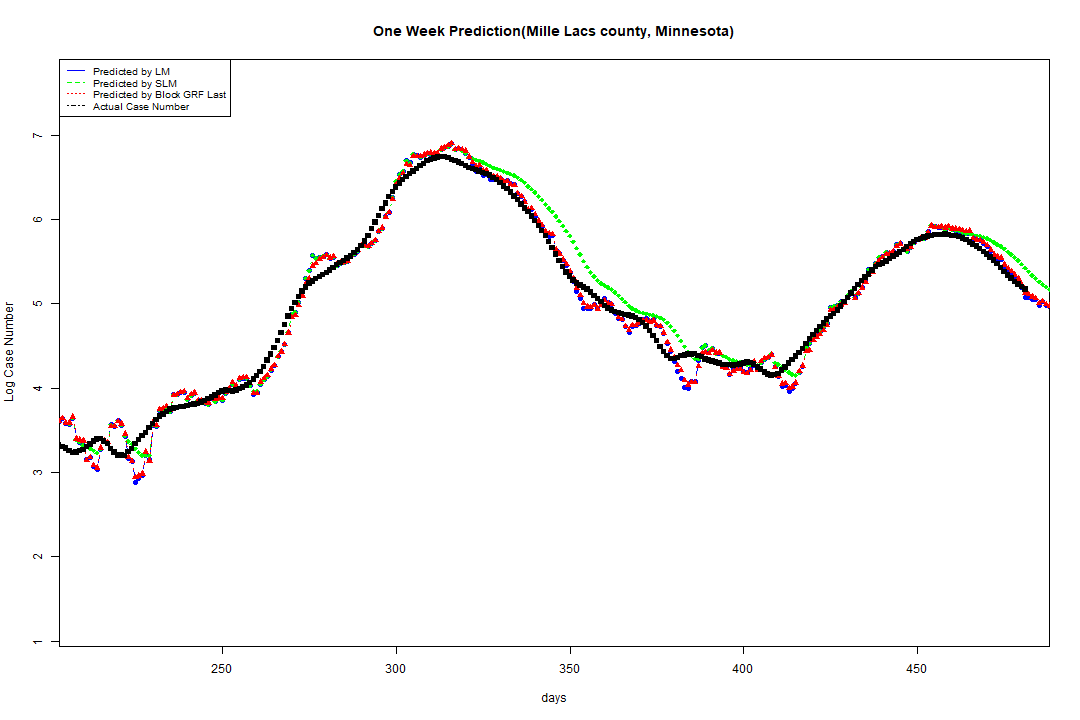 One Week Prediction(Mille Lacs county, Minnesota)
Predicted by LM
Predicted by SLM
Predicted by Block GRF Last
Actual Case Number
7
6
5
4
3
2
1
Log Case Number
250 300 350 400 450
days